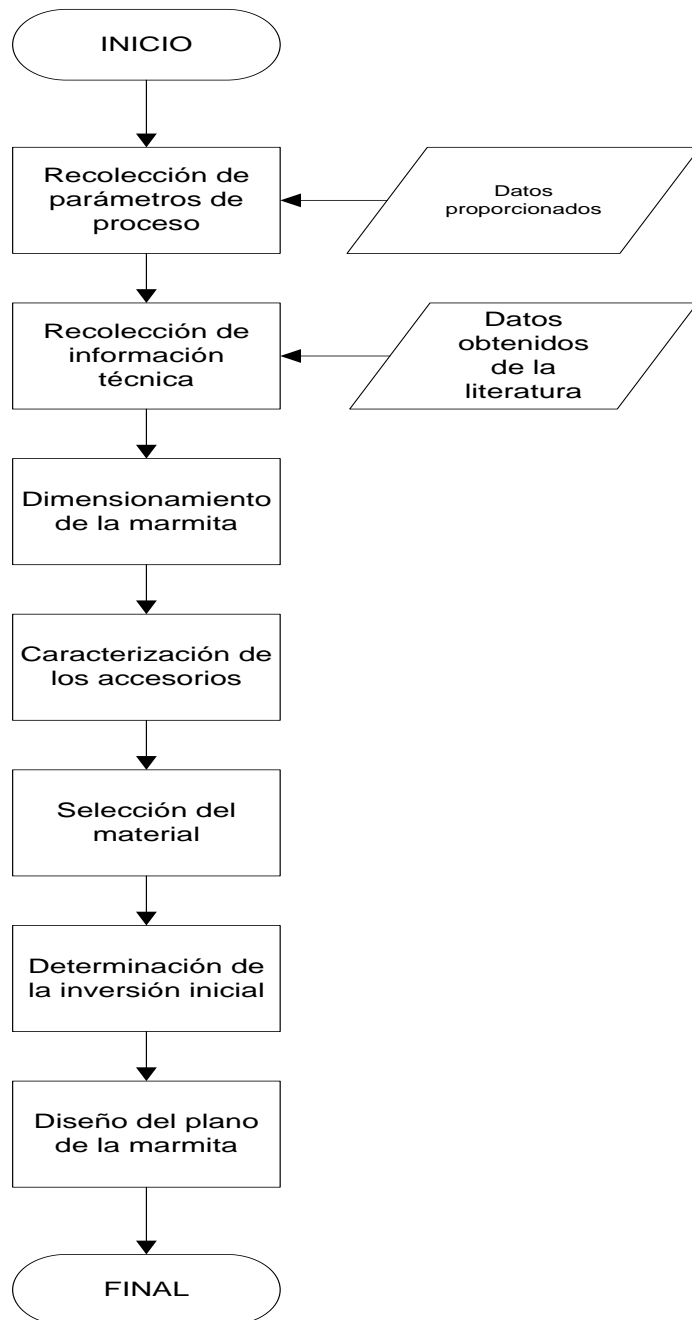 INICIO
Recolección de
parámetros de
proceso
Datos
proporcionados
Recolección de
información
técnica
Datos
obtenidos
de la
literatura
Dimensionamiento
de la marmita
Caracterización de
los accesorios
Selección del
material
Determinación de
la inversión inicial
Diseño del plano
de la marmita
FINAL